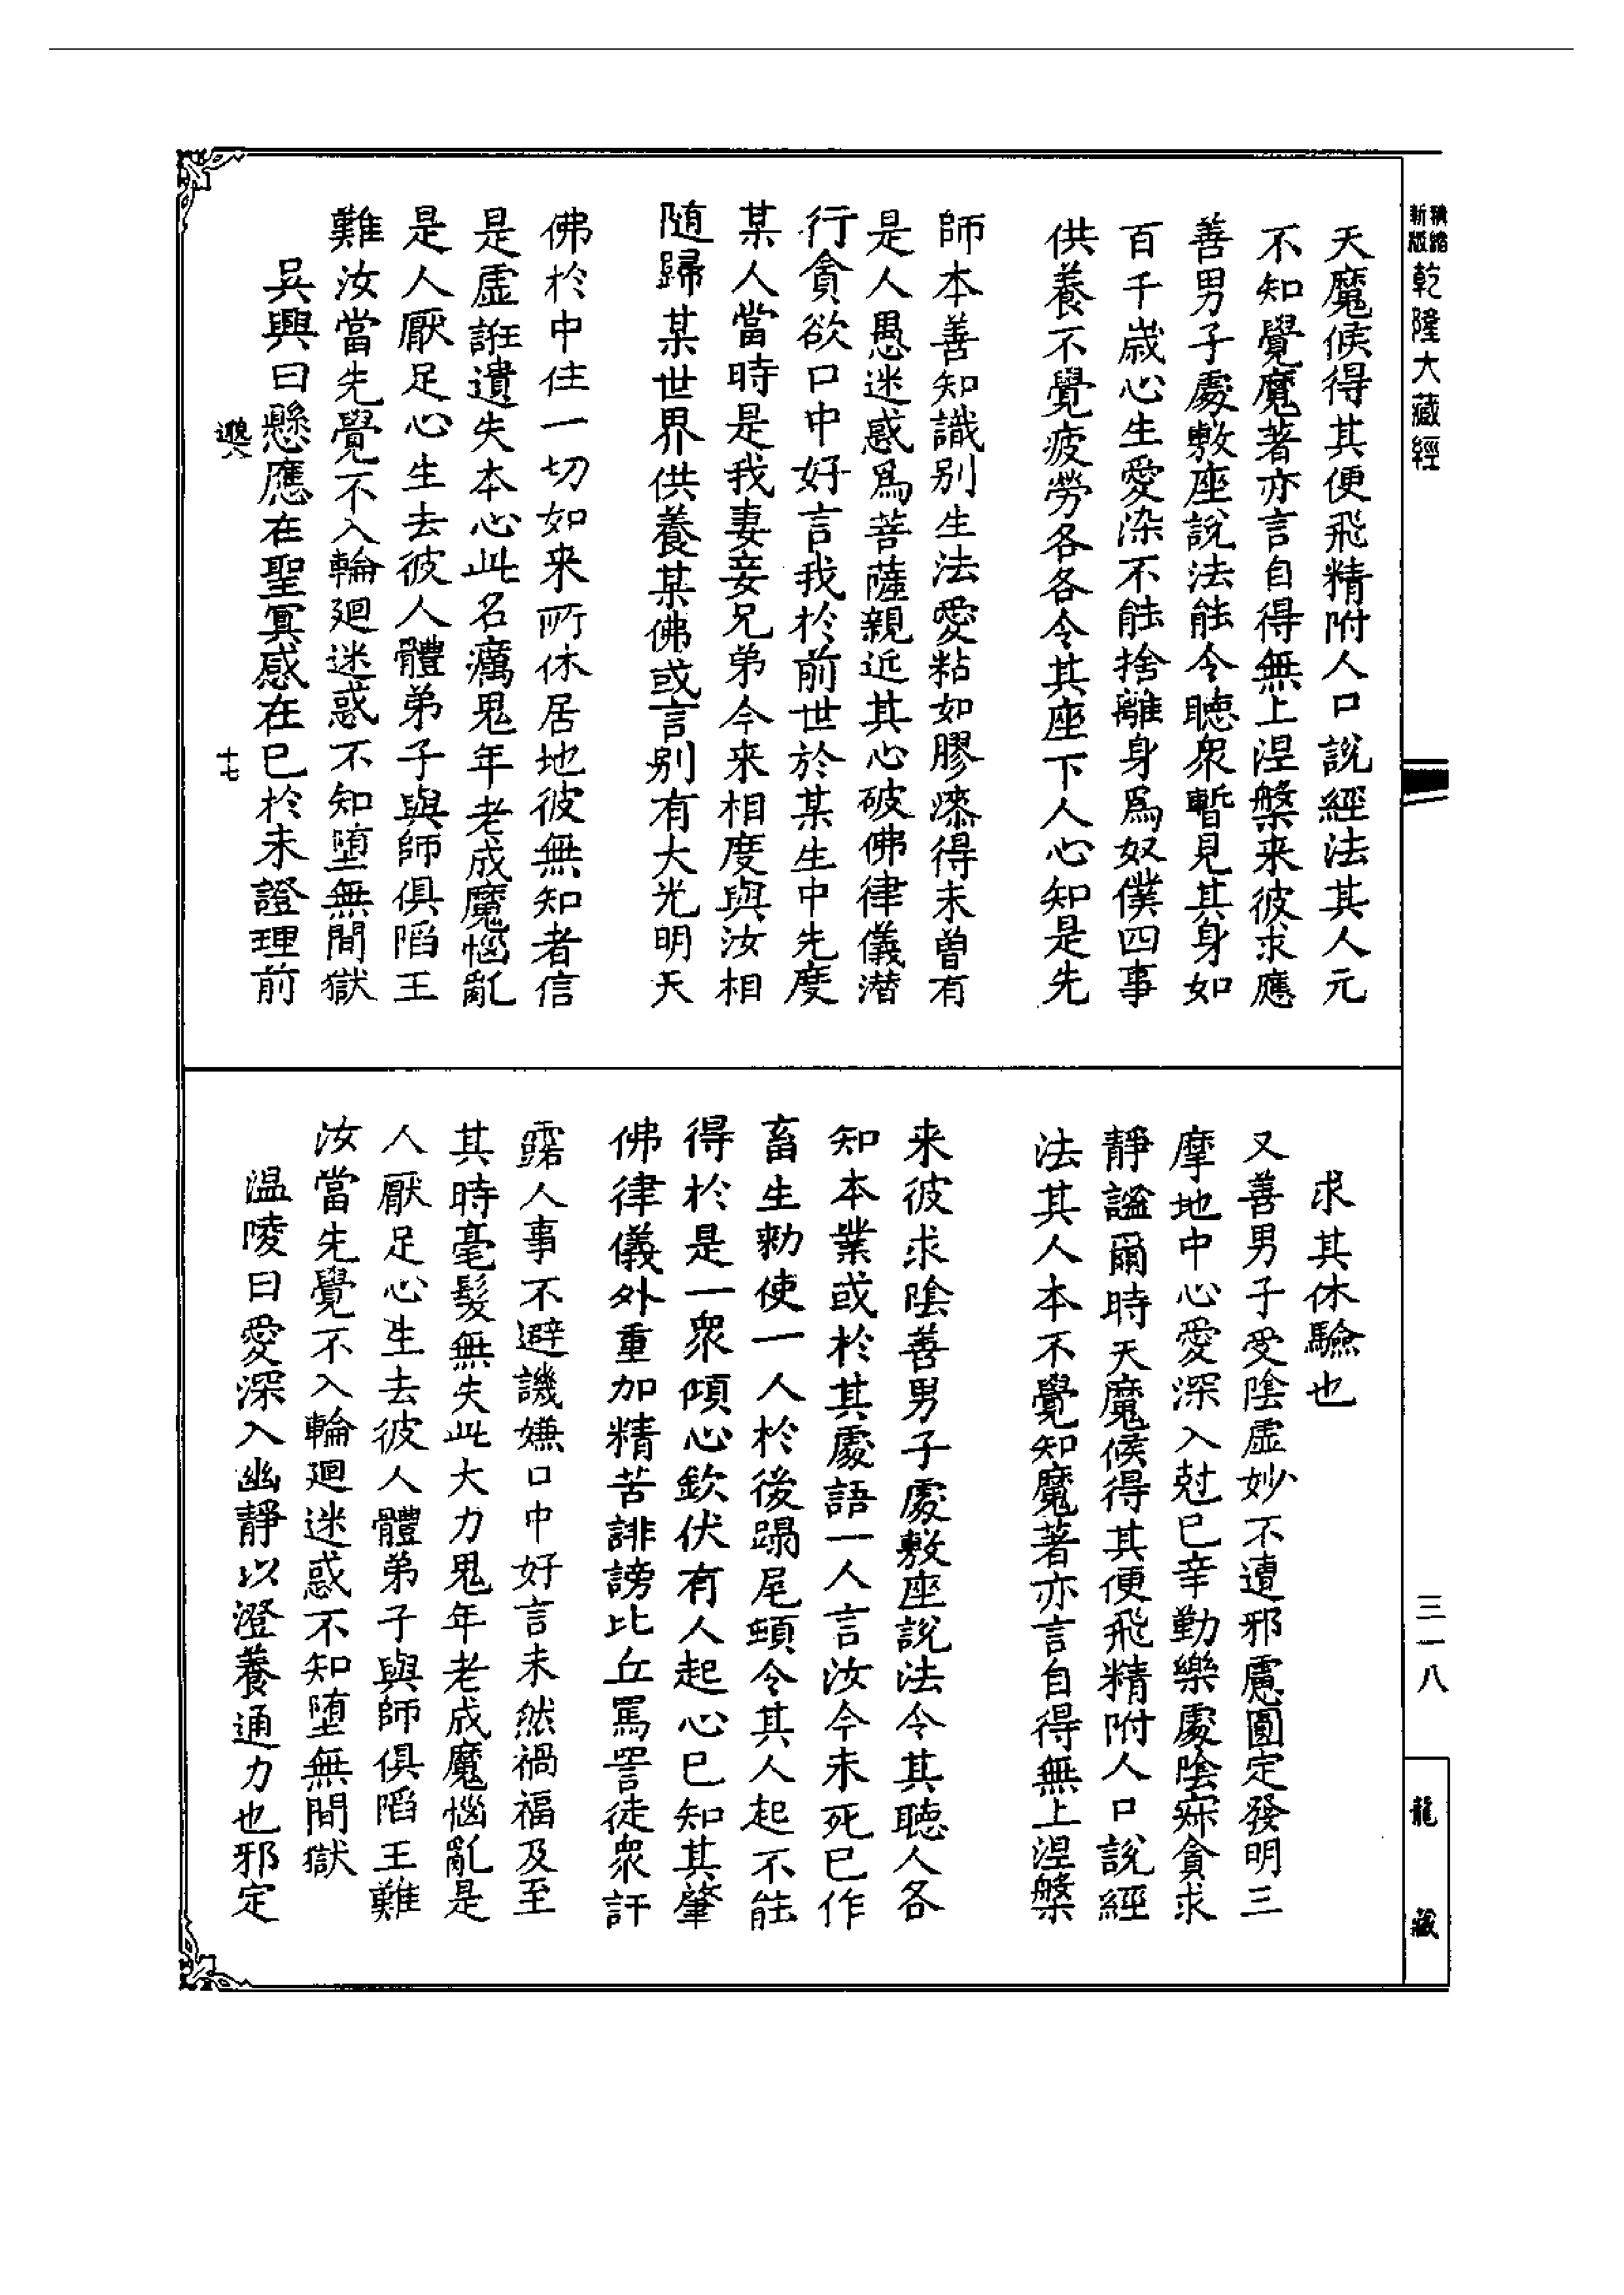 精縮
新版
乾隆大藏經
天魔候得其便飛精附人口說經法其人元
不知覺魔著亦言自得無上涅槃来彼求應
善男子處敷座說法能令聽衆暫見其身如
百千歲心生愛染不能捨離身爲奴僕四事
供養不覺疲勞各各令其座下人心知是先
師本善知識别生法愛粘如膠漆得未曽有
是人愚迷惑爲菩薩親近其心破佛律儀潜
行貪欲口中好言我於前世於某生中先度
某人當時是我妻妾兄弟今来相度與汝相
随歸某世界供養某佛或言别有大光明天
佛於中住一切如来所休居地彼無知者信
是虛誑遺失本心此名癘鬼年老成魔惱亂
是人厭足心生去彼人體弟子與師俱陷王
難汝當先覺不入輪廻迷惑不知堕無間獄
吳興曰懸應在聖冥感在已於未證理前
十七
求其休驗也
又善男子受陰虛妙不遭邪慮圓定發明三
摩地中心愛深入尅已辛勤樂處陰寂貪求
靜謐爾時天魔候得其便飛精附人口說經
法其人本不覺知魔著亦言自得無上涅槃
来彼求陰善男子處敷座說法令其聽人各
知本業或於其處語一人言汝今未死已作
畜生勑使一人於後蹋尾頓令其人起不能
得於是一衆傾心欽伏有人起心已知其肇
佛律儀外重加精苦誹謗比丘罵詈徒衆訐
露人事不避譏嫌口中好言未然禍福及至
其時毫髮無失此大力鬼年老成魔惱亂是
人厭足心生去彼人體弟子與師俱陷王難
汝當先覺不入輪廻迷惑不知堕無間獄
温陵曰愛深入幽靜以澄養通力也邪定
三一八
龍藏